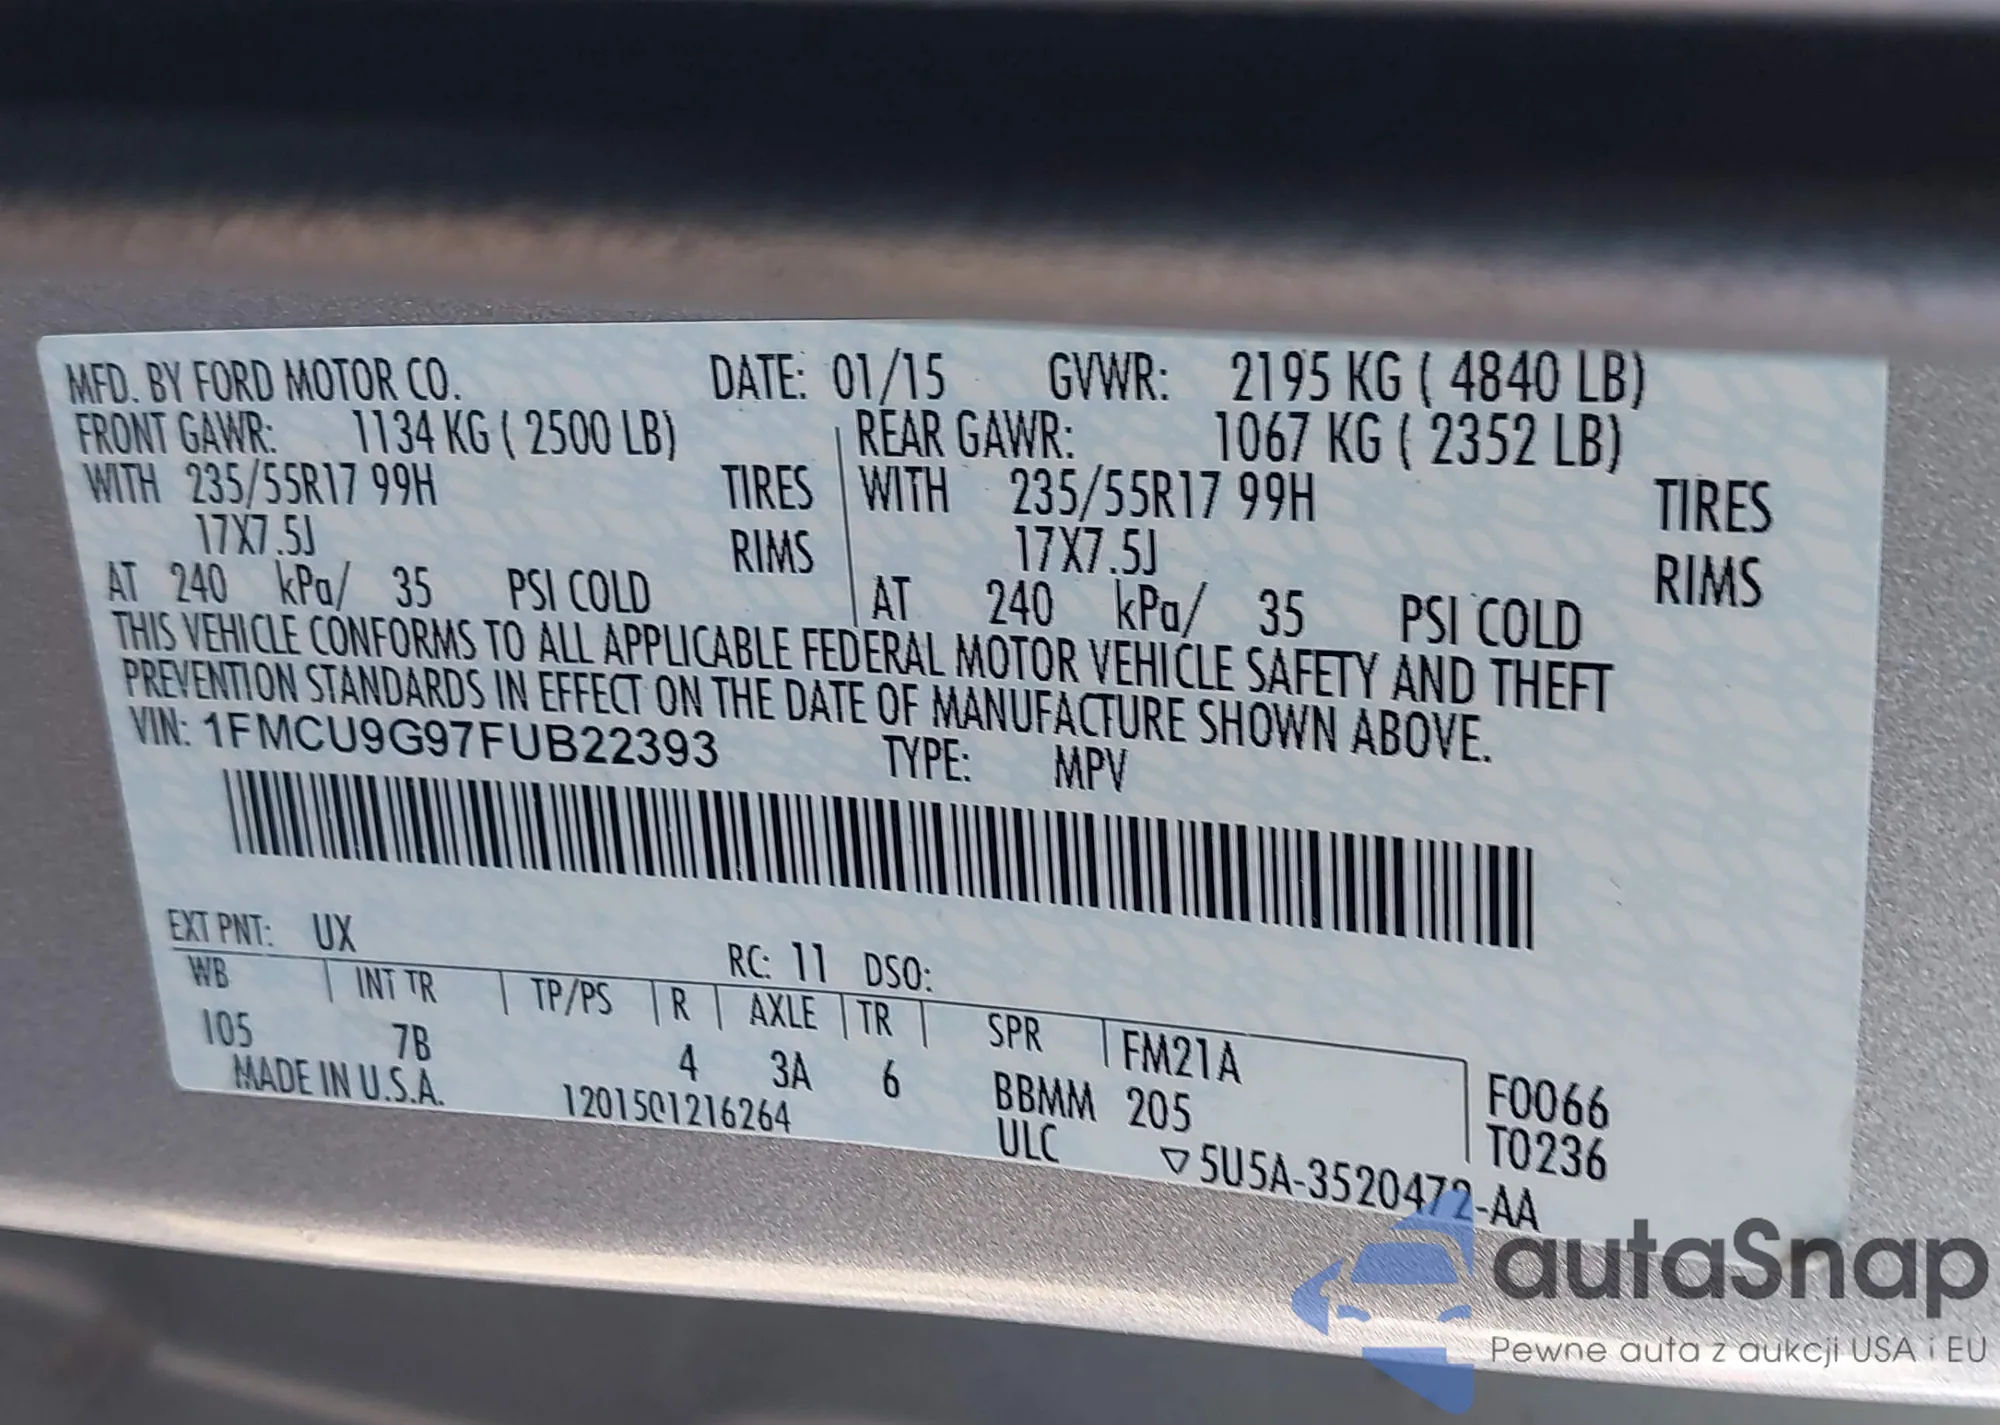 MFD. BY FORD MOTOR CO. DATE: 01/15 GVWR: 2195 KG ( 4840 LB)
FRONT GAWR: 1134 KG ( 2500 LB) REAR GAWR: 1067 KG ( 2352 LB)
WITH 235/55R17 99H TIRES WITH 235/55R17 99H TIRES
17X7.5J RIMS 17X7.5J RIMS
AT 240 kPa/ 35 PSI COLD AT 240 kPa/ 35 PSI COLD
THIS VEHICLE CONFORMS TO ALL APPLICABLE FEDERAL MOTOR VEHICLE SAFETY AND THEFT
PREVENTION STANDARDS IN EFFECT ON THE DATE OF MANUFACTURE SHOWN ABOVE.
VIN: 1FMCU9G97FUB22393 TYPE: MPV
EXT PNT: UX RC: 11 DSO:
WB INT TR TP/PS R AXLE TR SPR FM21A
105 7B 4 3A 6 BBMM 205 F0066
MADE IN U.S.A. 1201501216264 ULC T0236
▽5U5A-3520472-AA
autaSnap
Pewne auta z aukcji USA i EU